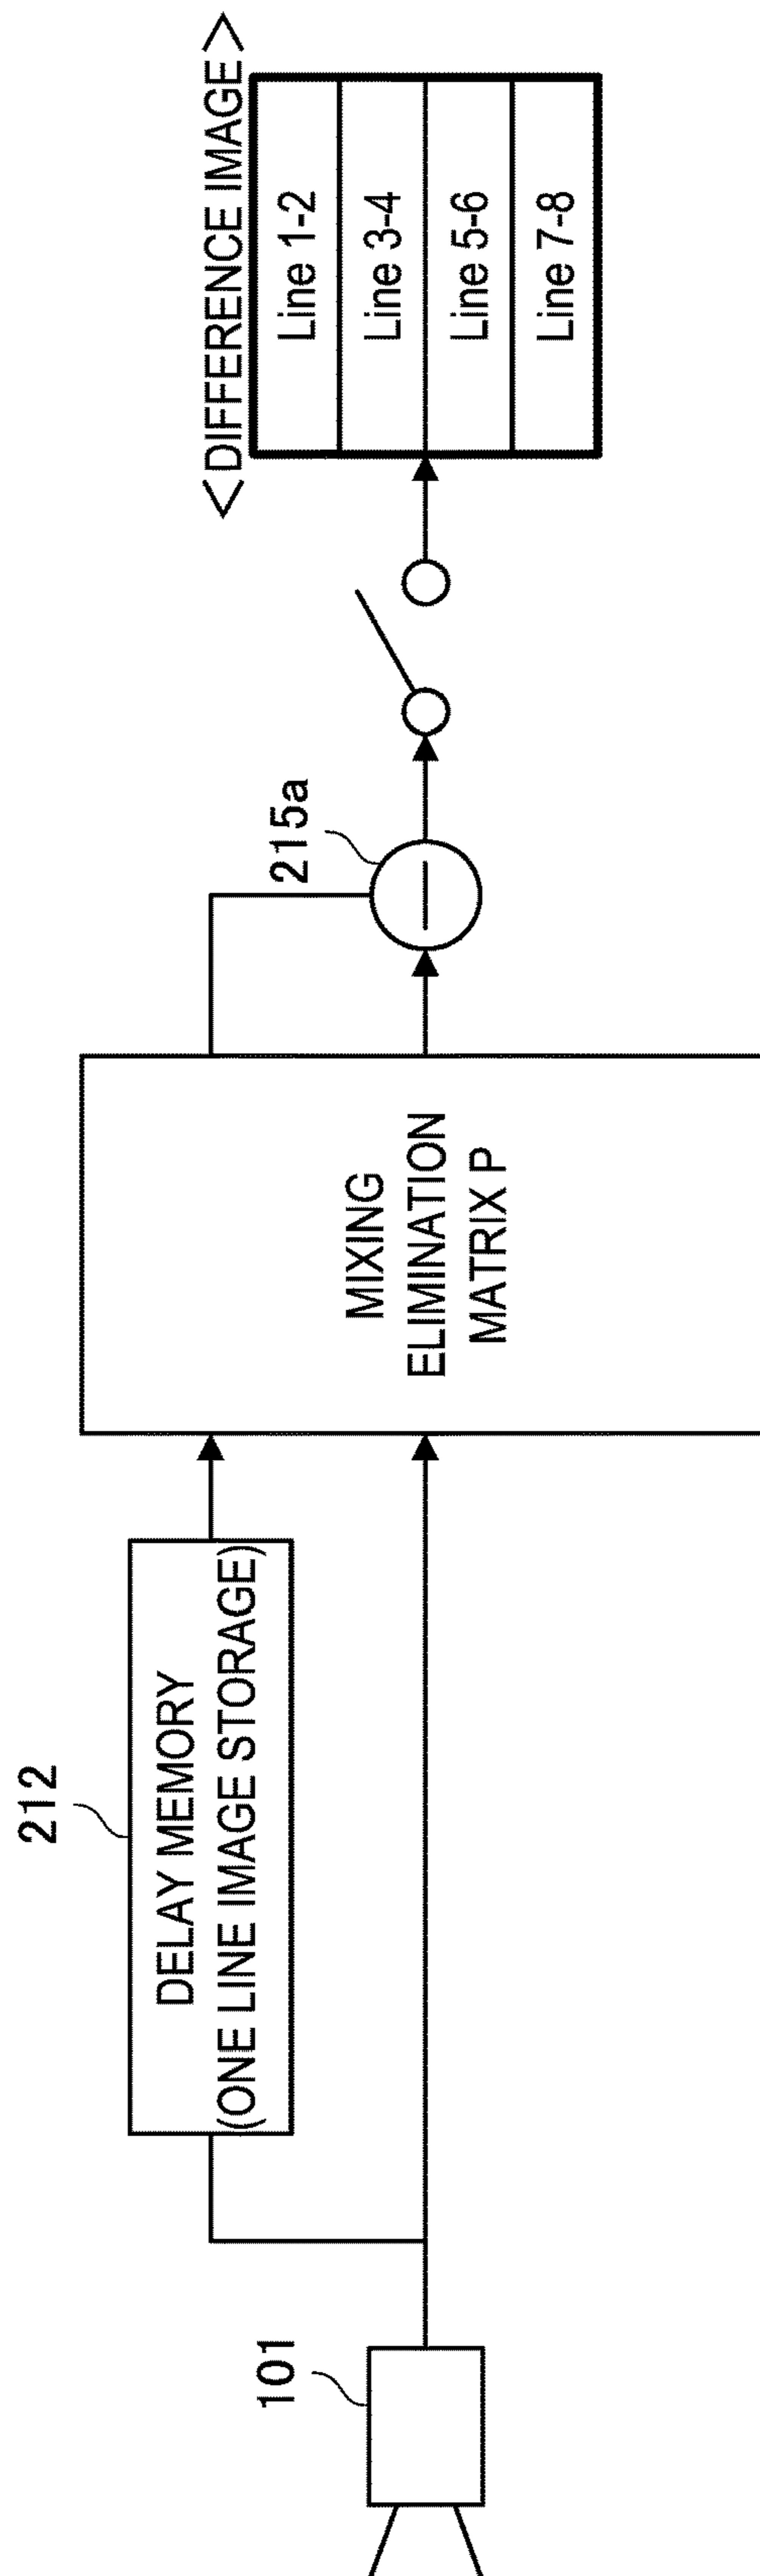 101
212
DELAY MEMORY
(ONE LINE IMAGE STORAGE)
MIXING
ELIMINATION
MATRIX P
215a
<DIFFERENCE IMAGE>
Line 1-2
Line 3-4
Line 5-6
Line 7-8